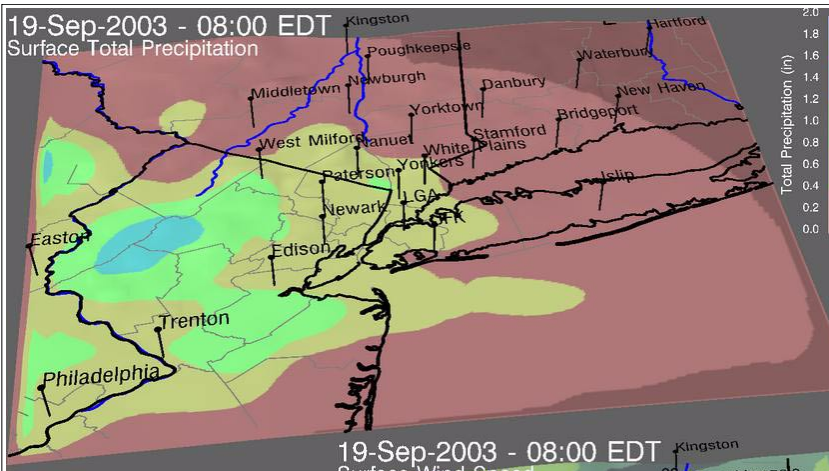 19-Sep-2003 - 08:00 EDT
Surface Total Precipitation
Kingston
Hartford
Poughkeepsie
Waterbury
Middletown
Newburgh
Danbury
New Haven
Yorktown
Bridgeport
West Milford
Nanuet
Stamford
White Plains
Yonkers
Paterson
Islip
LGA
Newark
JFK
Easton
Edison
Trenton
Philadelphia
2.0
1.8
1.6
1.4
1.2
1.0
0.8
0.6
0.4
0.2
0.0
Total Precipitation (in)
19-Sep-2003 - 08:00 EDT
Surface Wind Speed
Kingston